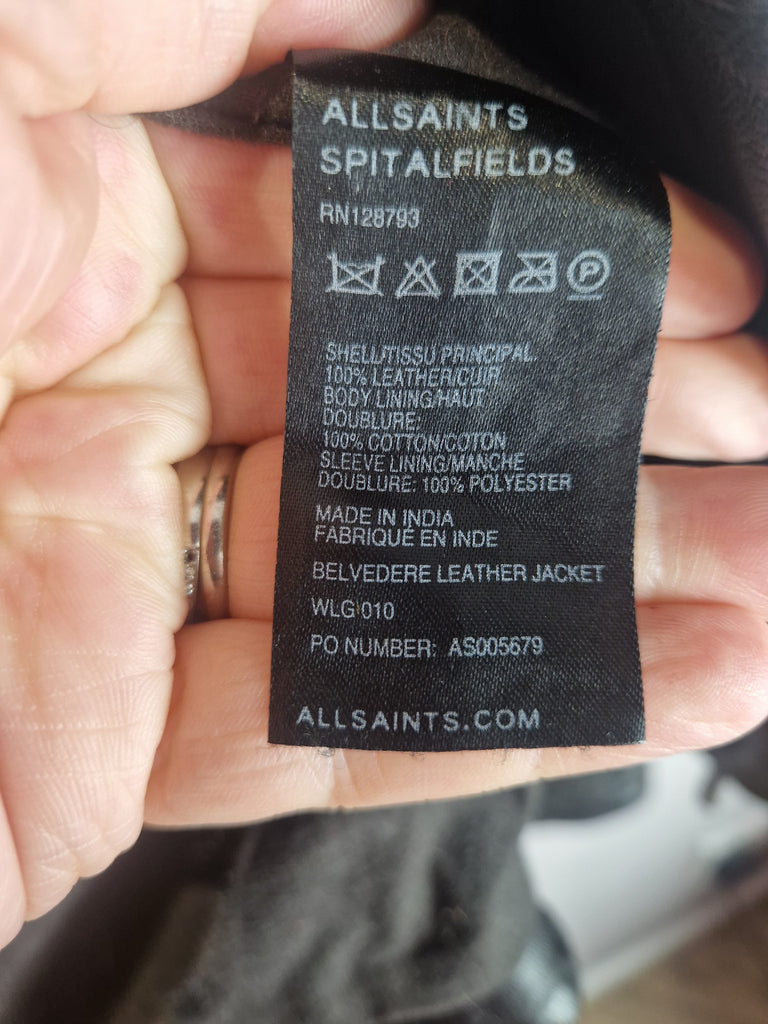 ALLSAINTS
SPITALFIELDS
RN128793
P
SHELL/TISSU PRINCIPAL:
100% LEATHER/CUIR
BODY LINING/HAUT
DOUBLURE:
100% COTTON/COTON
SLEEVE LINING/MANCHE
DOUBLURE: 100% POLYESTER
MADE IN INDIA
FABRIQUÉ EN INDE
BELVEDERE LEATHER JACKET
WLG 010
PO NUMBER: AS005679
ALLSAINTS.COM